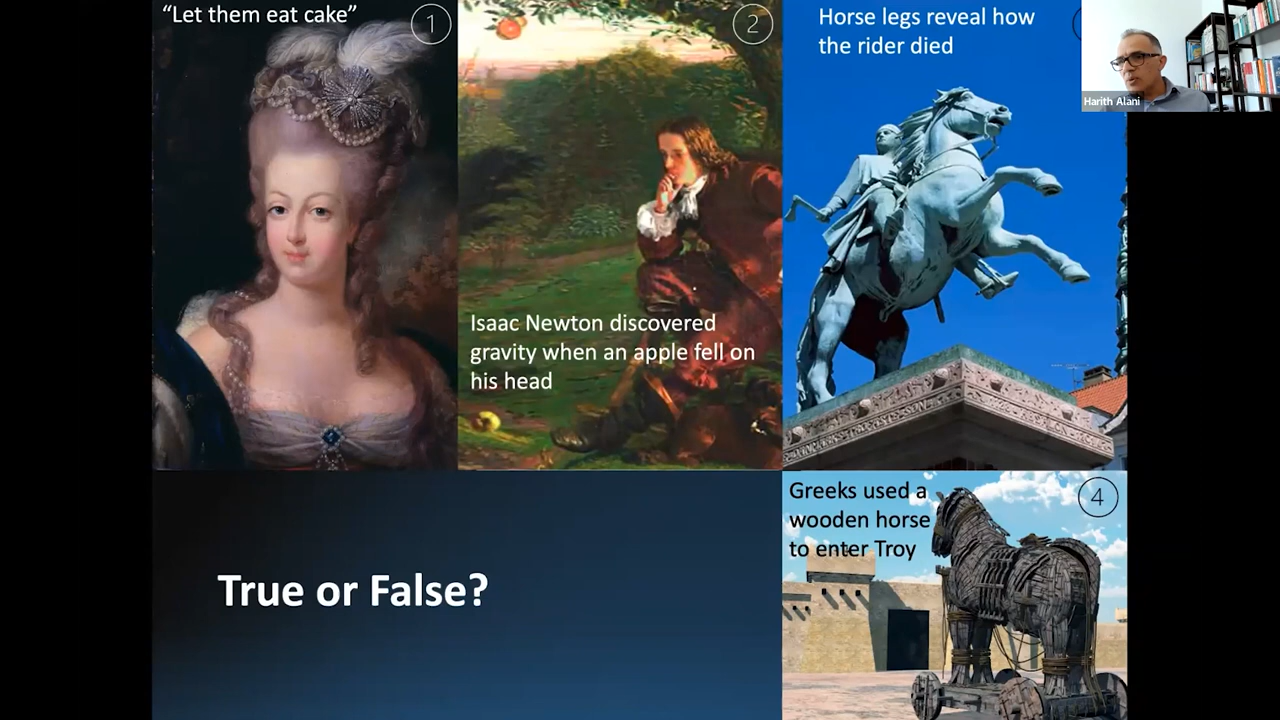 “Let them eat cake”
1
2
Isaac Newton discovered
gravity when an apple fell on
his head
Horse legs reveal how
the rider died
Harith Alani
True or False?
Greeks used a
wooden horse
to enter Troy
4